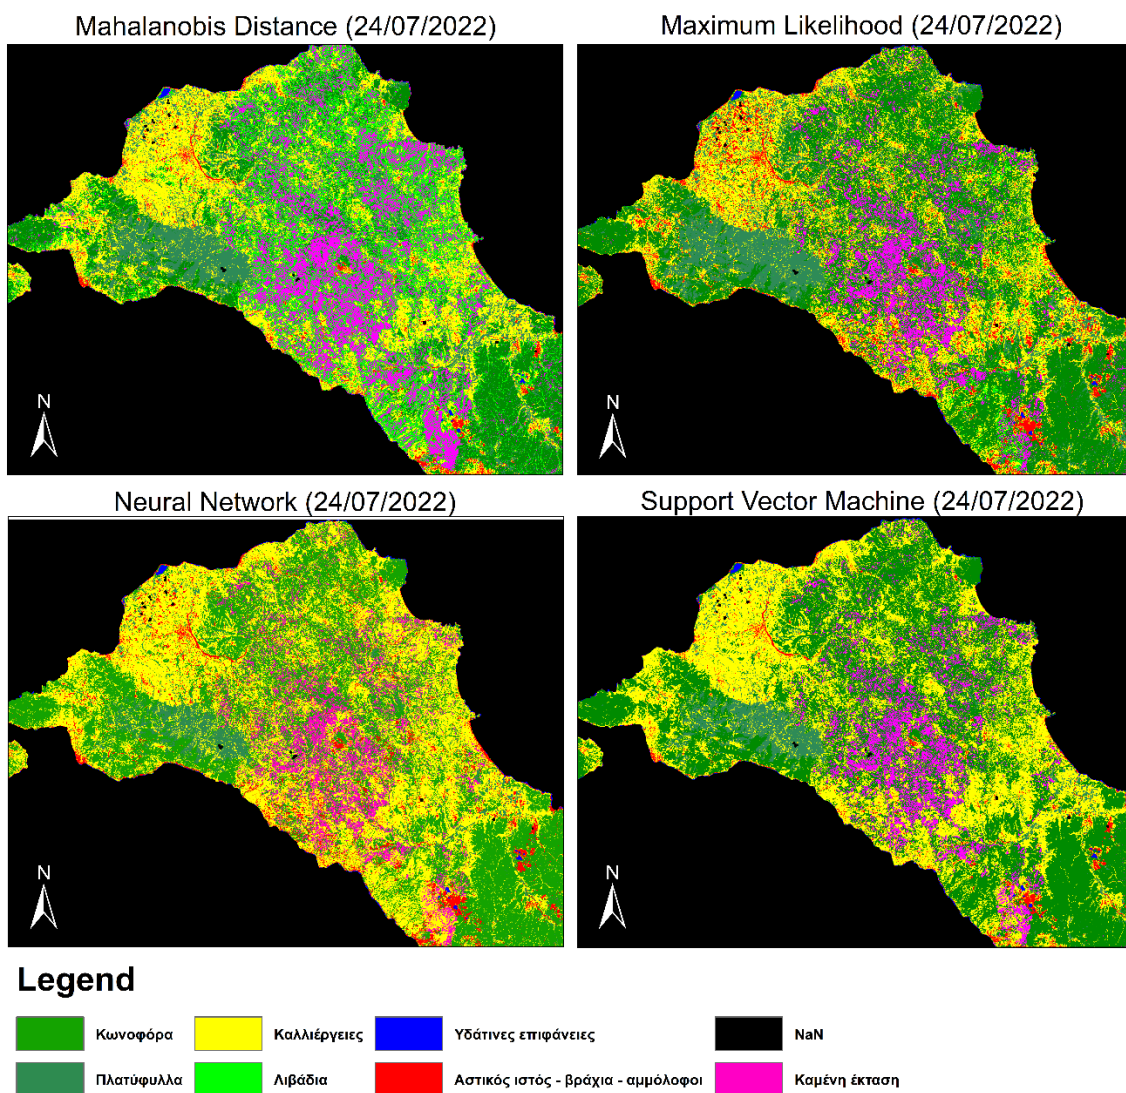 Mahalanobis Distance (24/07/2022)
Maximum Likelihood (24/07/2022)
N
N
Neural Network (24/07/2022)
Support Vector Machine (24/07/2022)
N
N
Legend
Κωνοφόρα
Καλλιέργειες
Υδάτινες επιφάνειες
NaN
Πλατύφυλλα
Λιβάδια
Αστικός ιστός - βράχια - αμμόλοφοι
Καμένη έκταση